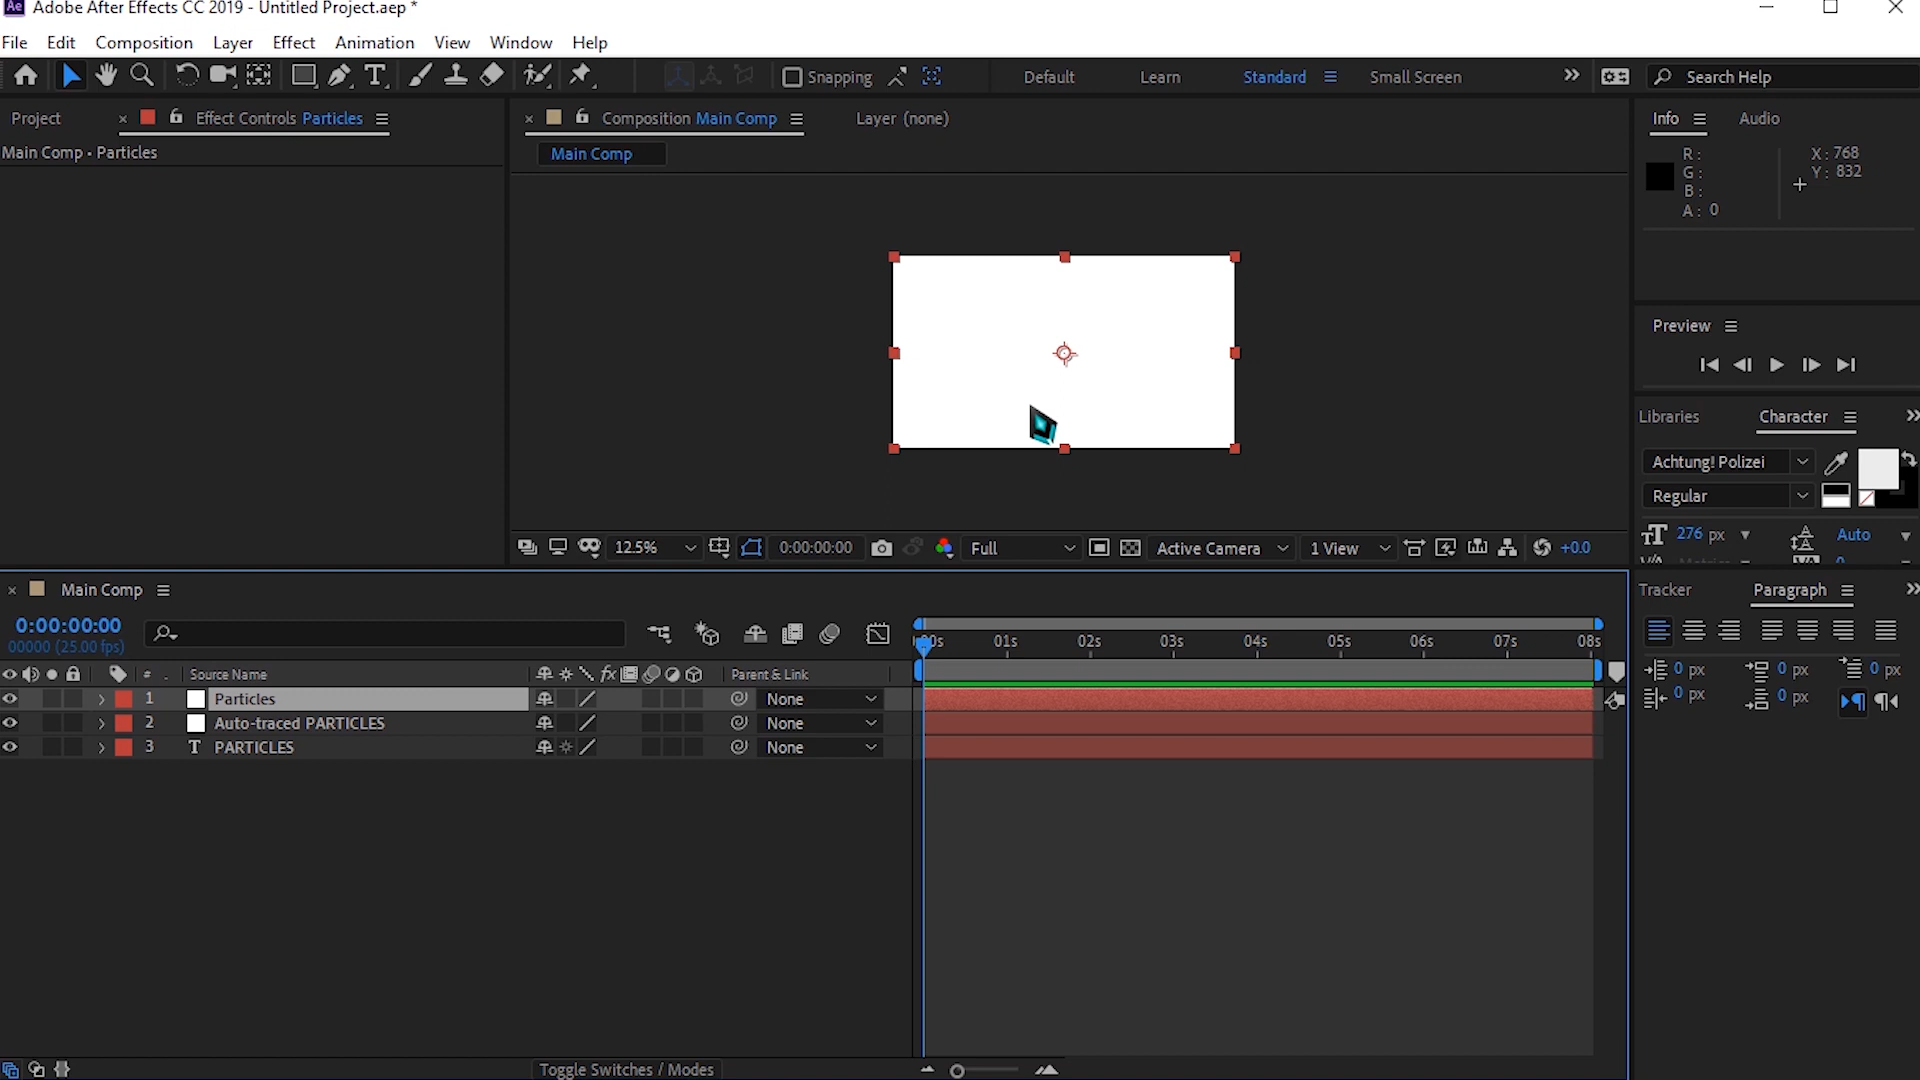 Ae Adobe After Effects CC 2019 - Untitled Project.aep *
File Edit Composition Layer Effect Animation View Window Help
Snapping Default Learn Standard Small Screen Search Help
Project Effect Controls Particles
Composition Main Comp Layer (none)
Info Audio
Main Comp • Particles
Main Comp
R:
G:
B:
A: 0
X: 768
Y: 832
Preview
Libraries Character
Achtung! Polizei
Regular
276 px Auto
12.5% 0:00:00:00 Full Active Camera 1 View +0.0
Main Comp
Tracker Paragraph
0:00:00:00
00000 (25.00 fps)
01s 02s 03s 04s 05s 06s 07s 08s
# Source Name fx Parent & Link
1 Particles None
2 Auto-traced PARTICLES None
3 T PARTICLES None
0 px 0 px 0 px
0 px 0 px
Toggle Switches / Modes